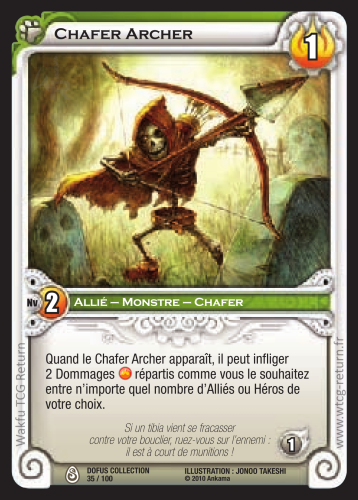 Chafer Archer
1
Nv. 2
Allié – Monstre – Chafer
Quand le Chafer Archer apparaît, il peut infliger
2 Dommages répartis comme vous le souhaitez
entre n'importe quel nombre d'Alliés ou Héros de
votre choix.
Si un tibia vient se fracasser
contre votre bouclier, ruez-vous sur l'ennemi :
il est à court de munitions !
1
DOFUS COLLECTION
35 / 100
ILLUSTRATION : JONOO TAKESHI
© 2010 Ankama
Wakfu TCG Return
www.wtcg-return.fr